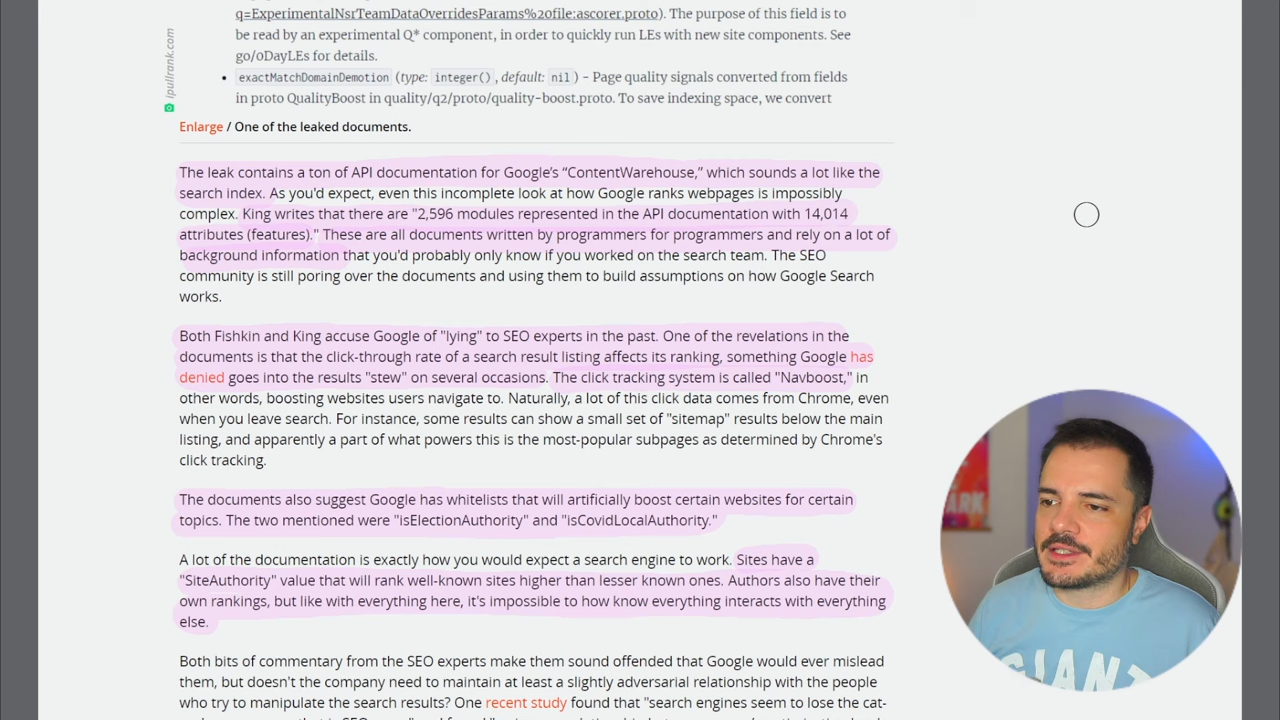 q=ExperimentalNsrTeamDataOverridesParams%20file:ascorer.proto). The purpose of this field is to
be read by an experimental Q* component, in order to quickly run LEs with new site components. See
go/0DayLEs for details.
• exactMatchDomainDemotion (type: integer(), default: nil) - Page quality signals converted from fields
in proto QualityBoost in quality/q2/proto/quality-boost.proto. To save indexing space, we convert
ipullrank.com
Enlarge / One of the leaked documents.
The leak contains a ton of API documentation for Google's “ContentWarehouse,” which sounds a lot like the
search index. As you'd expect, even this incomplete look at how Google ranks webpages is impossibly
complex. King writes that there are "2,596 modules represented in the API documentation with 14,014
attributes (features)." These are all documents written by programmers for programmers and rely on a lot of
background information that you'd probably only know if you worked on the search team. The SEO
community is still poring over the documents and using them to build assumptions on how Google Search
works.
Both Fishkin and King accuse Google of "lying" to SEO experts in the past. One of the revelations in the
documents is that the click-through rate of a search result listing affects its ranking, something Google has
denied goes into the results "stew" on several occasions. The click tracking system is called "Navboost," in
other words, boosting websites users navigate to. Naturally, a lot of this click data comes from Chrome, even
when you leave search. For instance, some results can show a small set of "sitemap" results below the main
listing, and apparently a part of what powers this is the most-popular subpages as determined by Chrome's
click tracking.
The documents also suggest Google has whitelists that will artificially boost certain websites for certain
topics. The two mentioned were "isElectionAuthority" and "isCovidLocalAuthority."
A lot of the documentation is exactly how you would expect a search engine to work. Sites have a
"SiteAuthority" value that will rank well-known sites higher than lesser known ones. Authors also have their
own rankings, but like with everything here, it's impossible to how know everything interacts with everything
else.
Both bits of commentary from the SEO experts make them sound offended that Google would ever mislead
them, but doesn't the company need to maintain at least a slightly adversarial relationship with the people
who try to manipulate the search results? One recent study found that "search engines seem to lose the cat-